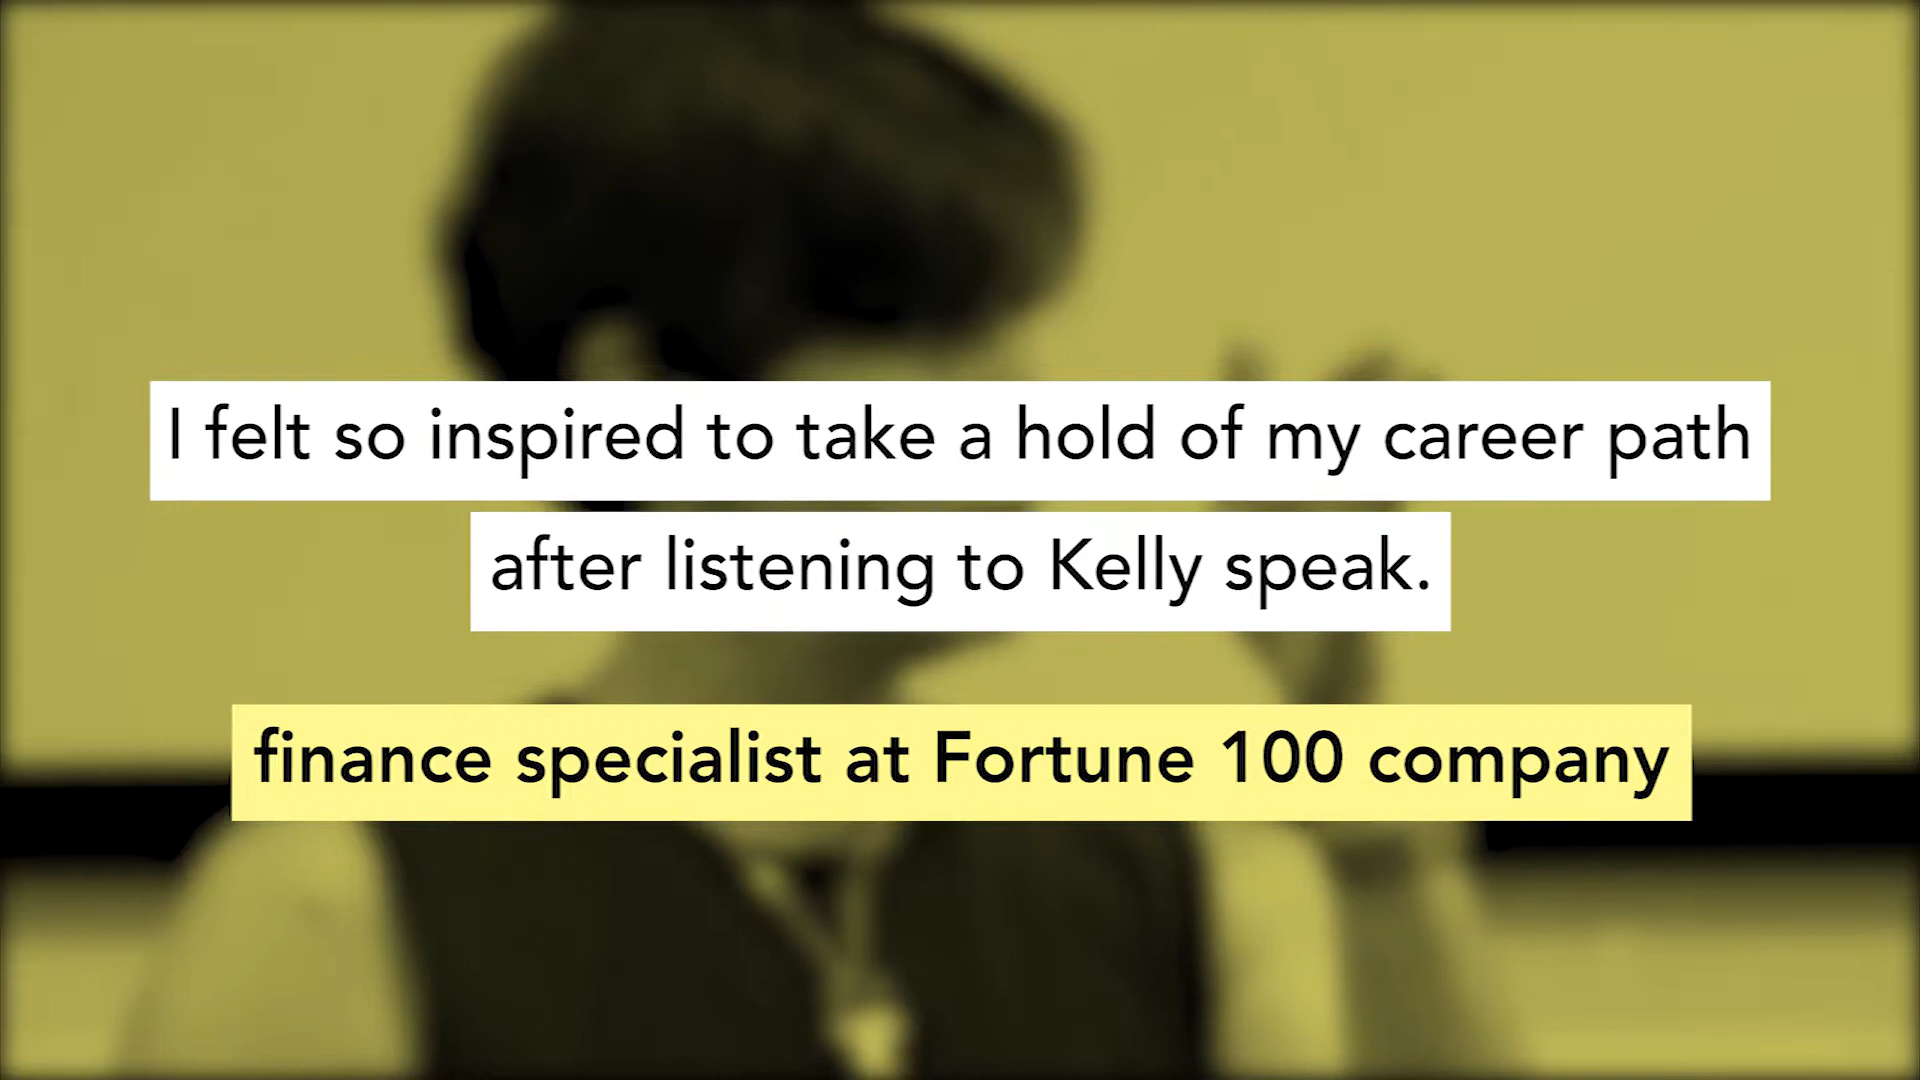 I felt so inspired to take a hold of my career path
after listening to Kelly speak.
finance specialist at Fortune 100 company